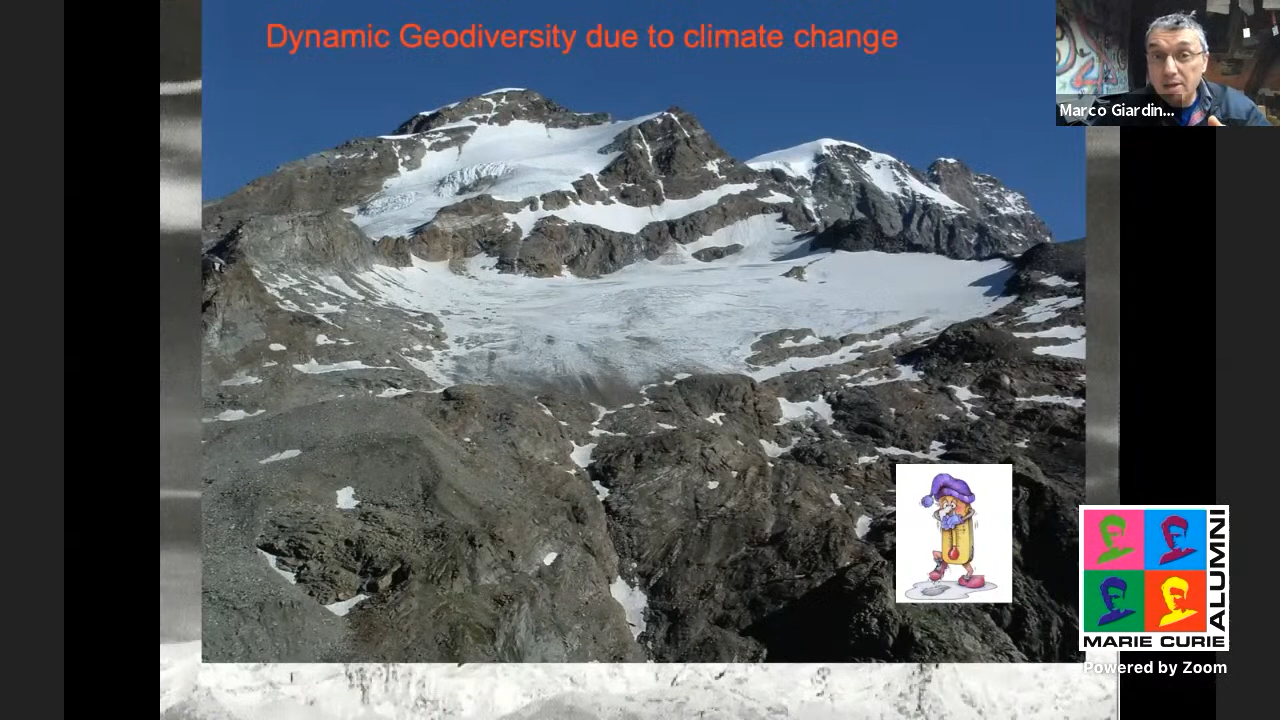 Dynamic Geodiversity due to climate change
Marco Giardin...
ALUMNI
MARIE CURIE
Powered by Zoom